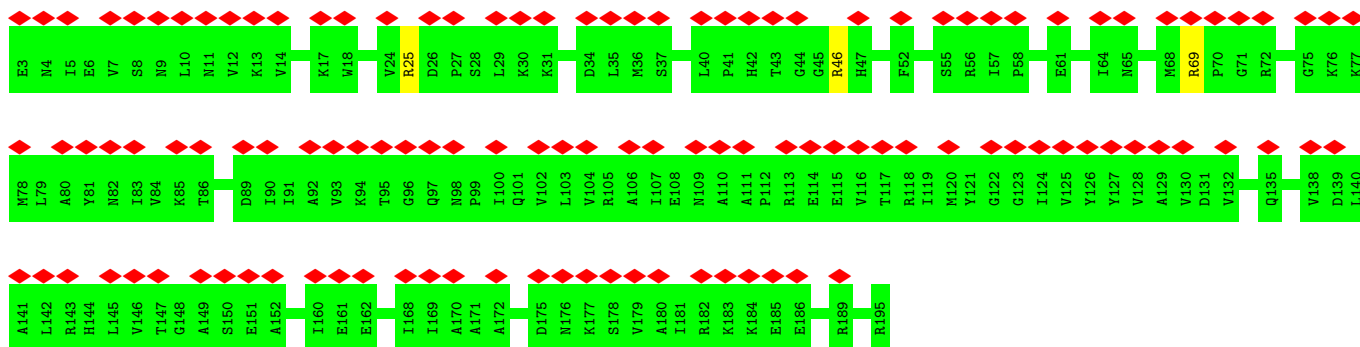 E3 N4 I5 E6 V7 S8 N9 L10 N11 V12 K13 V14 K17 W18 V24 R25 D26 P27 S28 L29 K30 K31 D34 L35 M36 S37 L40 P41 H42 T43 G44 G45 R46 H47 F52 S55 R56 I57 P58 E61 I64 N65 M68 R69 P70 G71 R72 G75 K76 K77
M78 L79 A80 Y81 N82 I83 V84 K85 T86 D89 I90 I91 A92 V93 K94 T95 G96 Q97 N98 P99 I100 Q101 V102 L103 V104 R105 A106 I107 E108 N109 A110 A111 P112 R113 E114 E115 V116 T117 R118 I119 M120 Y121 G122 G123 I124 V125 Y126 Y127 V128 A129 V130 D131 V132 Q135 V138 D139 L140
A141 L142 R143 H144 L145 V146 T147 G148 A149 S150 E151 A152 I160 E161 E162 I168 I169 A170 A171 A172 D175 N176 K177 S178 V179 A180 I181 R182 K183 K184 E185 E186 R189 R195